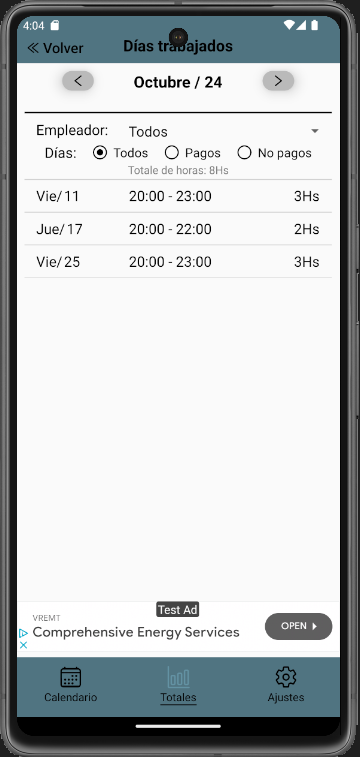 4:04
Volver
Días trabajados
Octubre / 24
Empleador: Todos
Días: Todos Pagos No pagos
Totale de horas: 8Hs
Vie/ 11 20:00 - 23:00 3Hs
Jue/ 17 20:00 - 22:00 2Hs
Vie/ 25 20:00 - 23:00 3Hs
Test Ad
VREMT
Comprehensive Energy Services
OPEN
Calendario Totales Ajustes